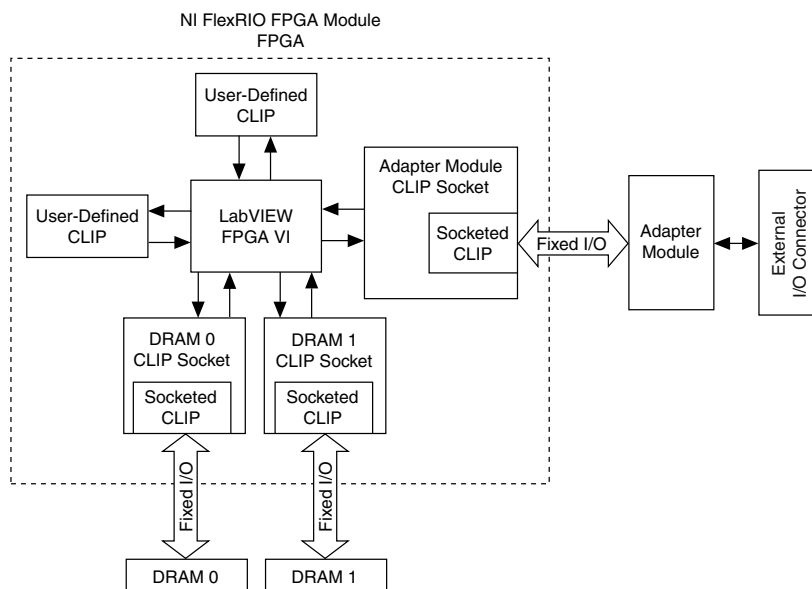 NI FlexRIO FPGA Module
FPGA
User-Defined
CLIP
Adapter Module
CLIP Socket
User-Defined
CLIP
LabVIEW
FPGA VI
Socketed
CLIP
Fixed I/O
Adapter
Module
External
I/O Connector
DRAM 0
CLIP Socket
DRAM 1
CLIP Socket
Socketed
CLIP
Socketed
CLIP
Fixed I/O
Fixed I/O
DRAM 0
DRAM 1